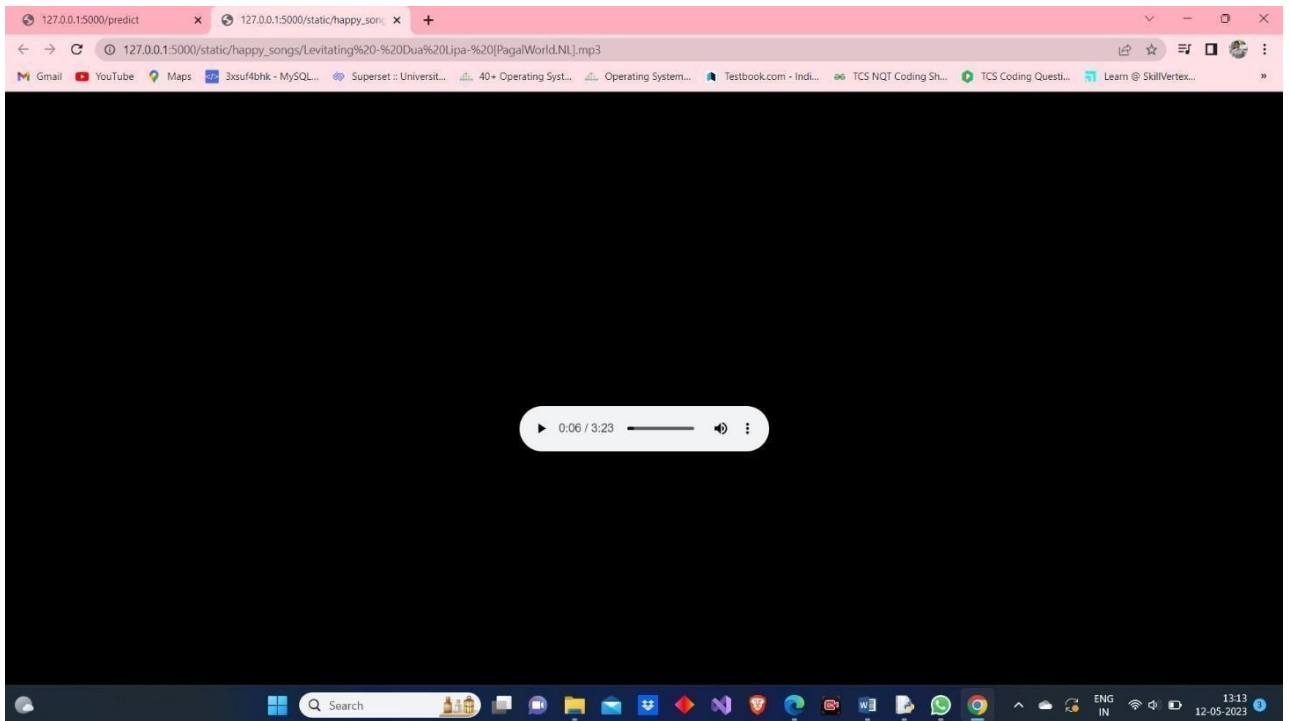 127.0.0.1:5000/predict
127.0.0.1:5000/static/happy_song
127.0.0.1:5000/static/happy_songs/Levitating%20-%20Dua%20Lipa-%20[PagalWorld.NL].mp3
Gmail YouTube Maps 3xsuf4bhk - MySQL... Superset :: Universit... 40+ Operating Syst... Operating System... Testbook.com - Indi... TCS NQT Coding Sh... TCS Coding Questi... Learn @ SkillVertex... »
0:06 / 3:23
Search
ENG
IN
13:13
12-05-2023
3